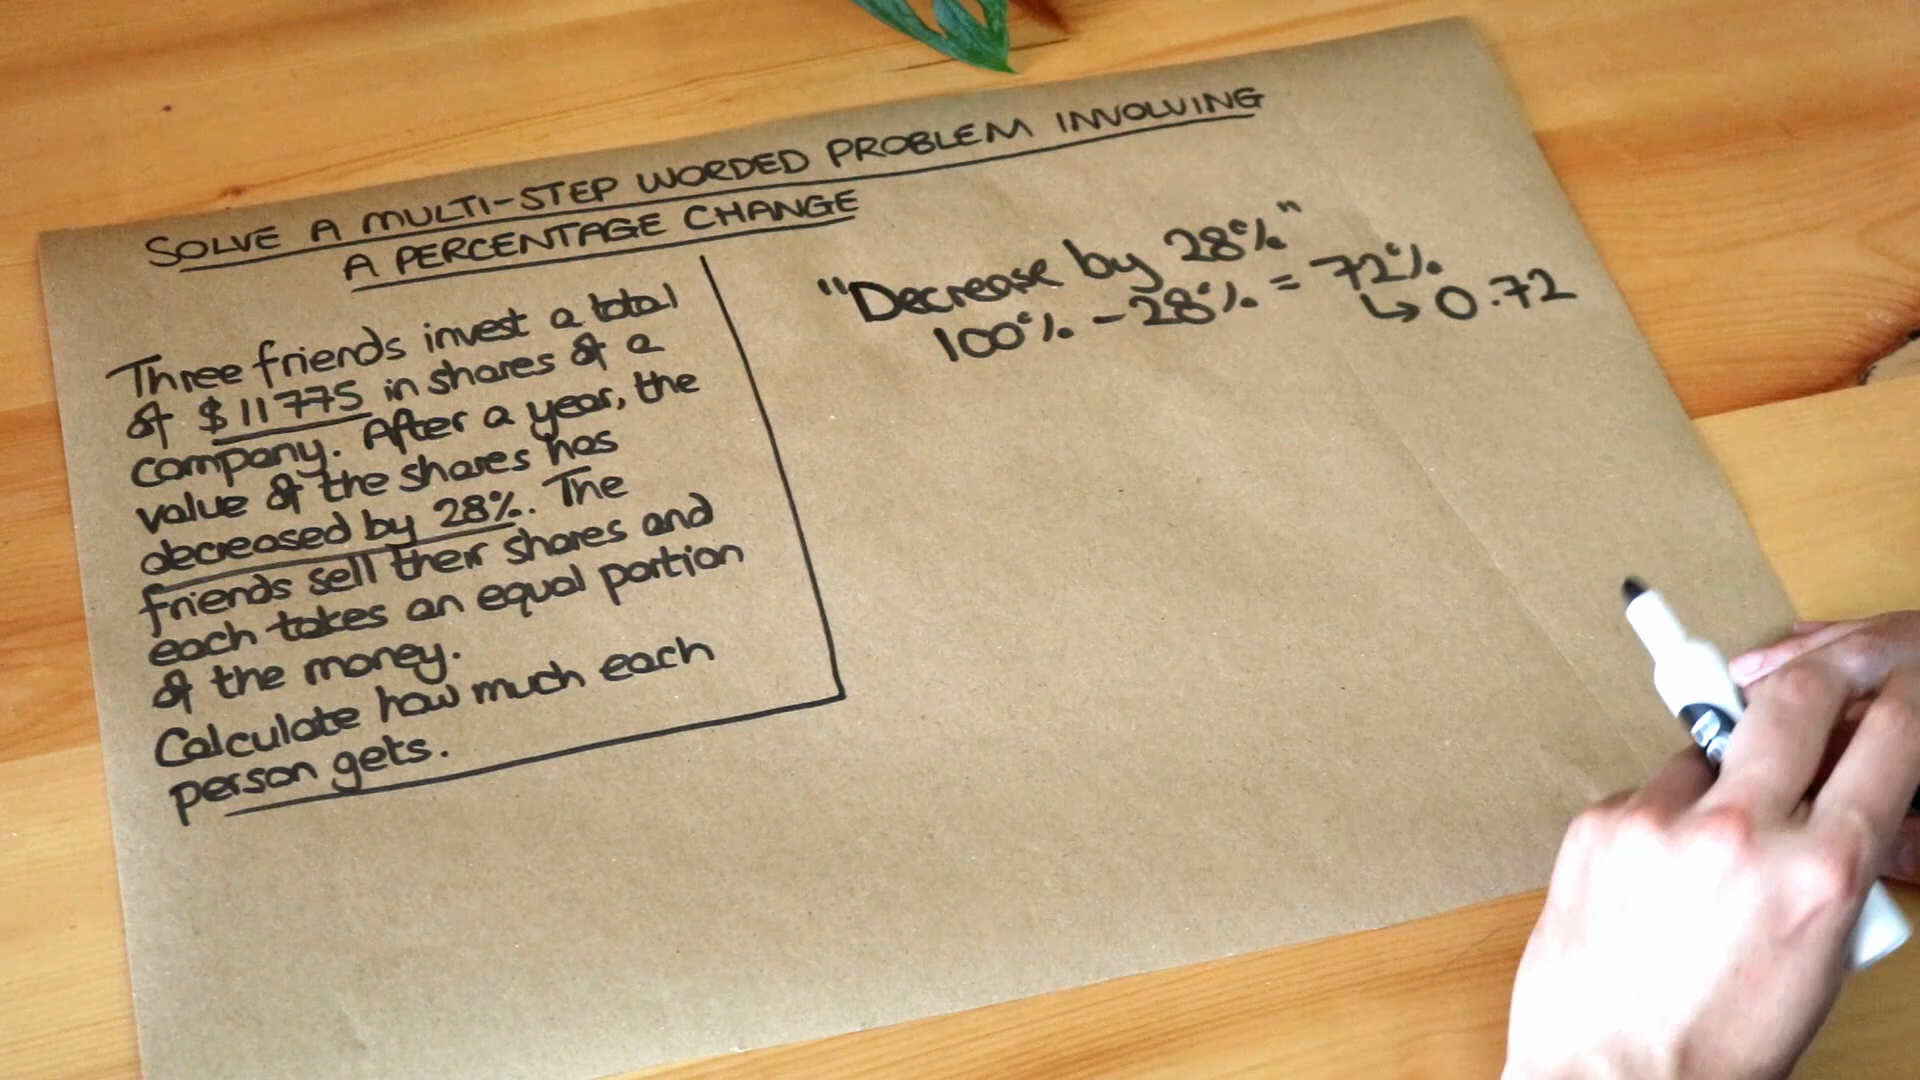 SOLVE A MULTI-STEP WORDED PROBLEM INVOLVING
A PERCENTAGE CHANGE
Three friends invest a total
of $11775 in shares of a
company. After a year, the
value of the shares has
decreased by 28%. The
friends sell their shares and
each takes an equal portion
of the money.
Calculate how much each
person gets.
"Decrease by 28%"
100% - 28% = 72%
↳ 0.72